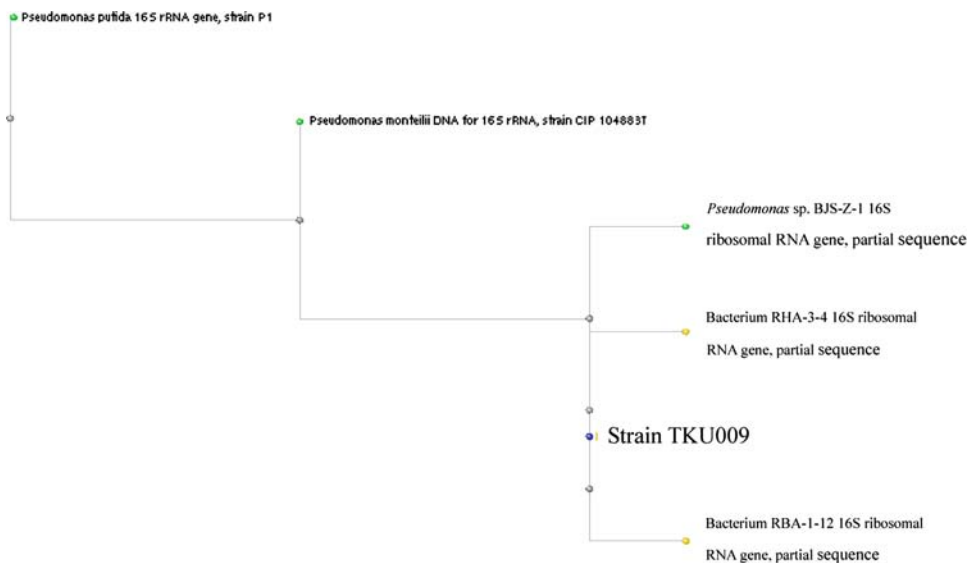 Pseudomonas putida 16S rRNA gene, strain P1
Pseudomonas monteilii DNA for 16S rRNA, strain CIP 104883T
Pseudomonas sp. BJS-Z-1 16S
ribosomal RNA gene, partial sequence
Bacterium RHA-3-4 16S ribosomal
RNA gene, partial sequence
Strain TKU009
Bacterium RBA-1-12 16S ribosomal
RNA gene, partial sequence